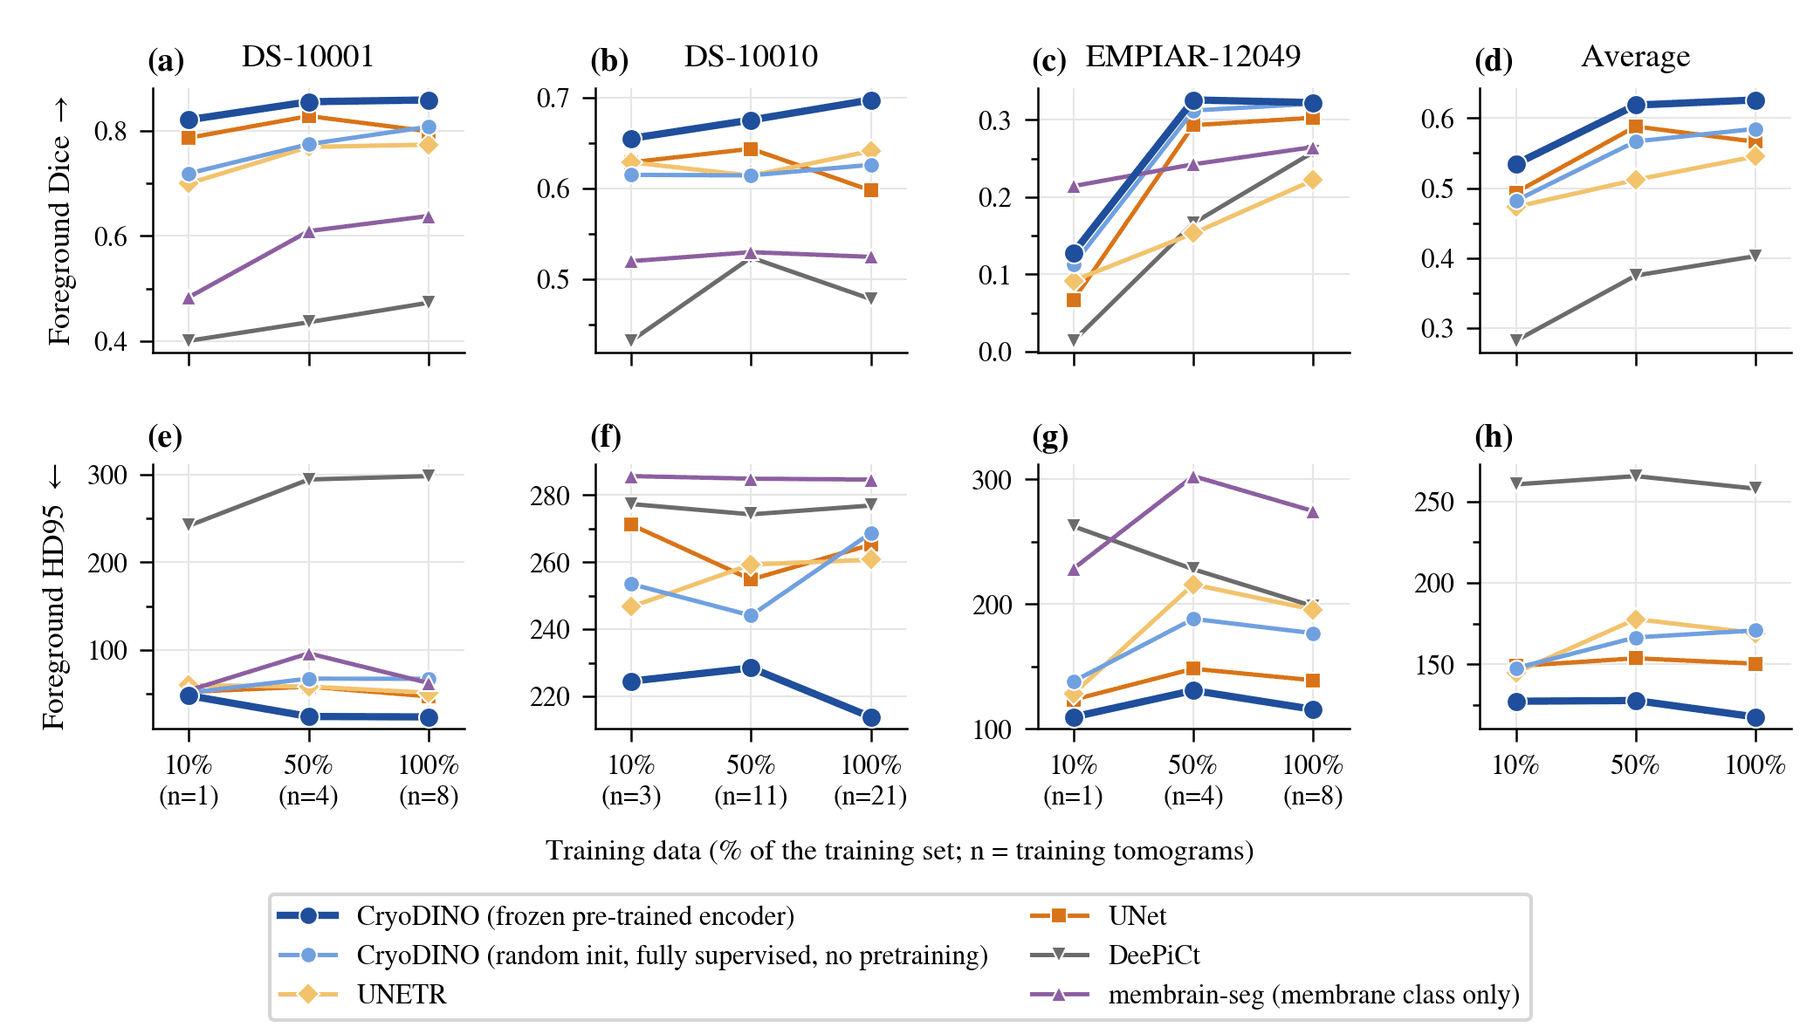 (a) DS-10001
(b) DS-10010
(c) EMPIAR-12049
(d) Average
Foreground Dice →
0.8
0.6
0.4
0.7
0.6
0.5
0.3
0.2
0.1
0.0
0.6
0.5
0.4
0.3
(e)
(f)
(g)
(h)
Foreground HD95 ←
300
200
100
280
260
240
220
300
200
100
250
200
150
10% 50% 100%
(n=1) (n=4) (n=8)
10% 50% 100%
(n=3) (n=11) (n=21)
10% 50% 100%
(n=1) (n=4) (n=8)
10% 50% 100%
Training data (% of the training set; n = training tomograms)
CryoDINO (frozen pre-trained encoder)
CryoDINO (random init, fully supervised, no pretraining)
UNETR
UNet
DeePiCt
membrain-seg (membrane class only)